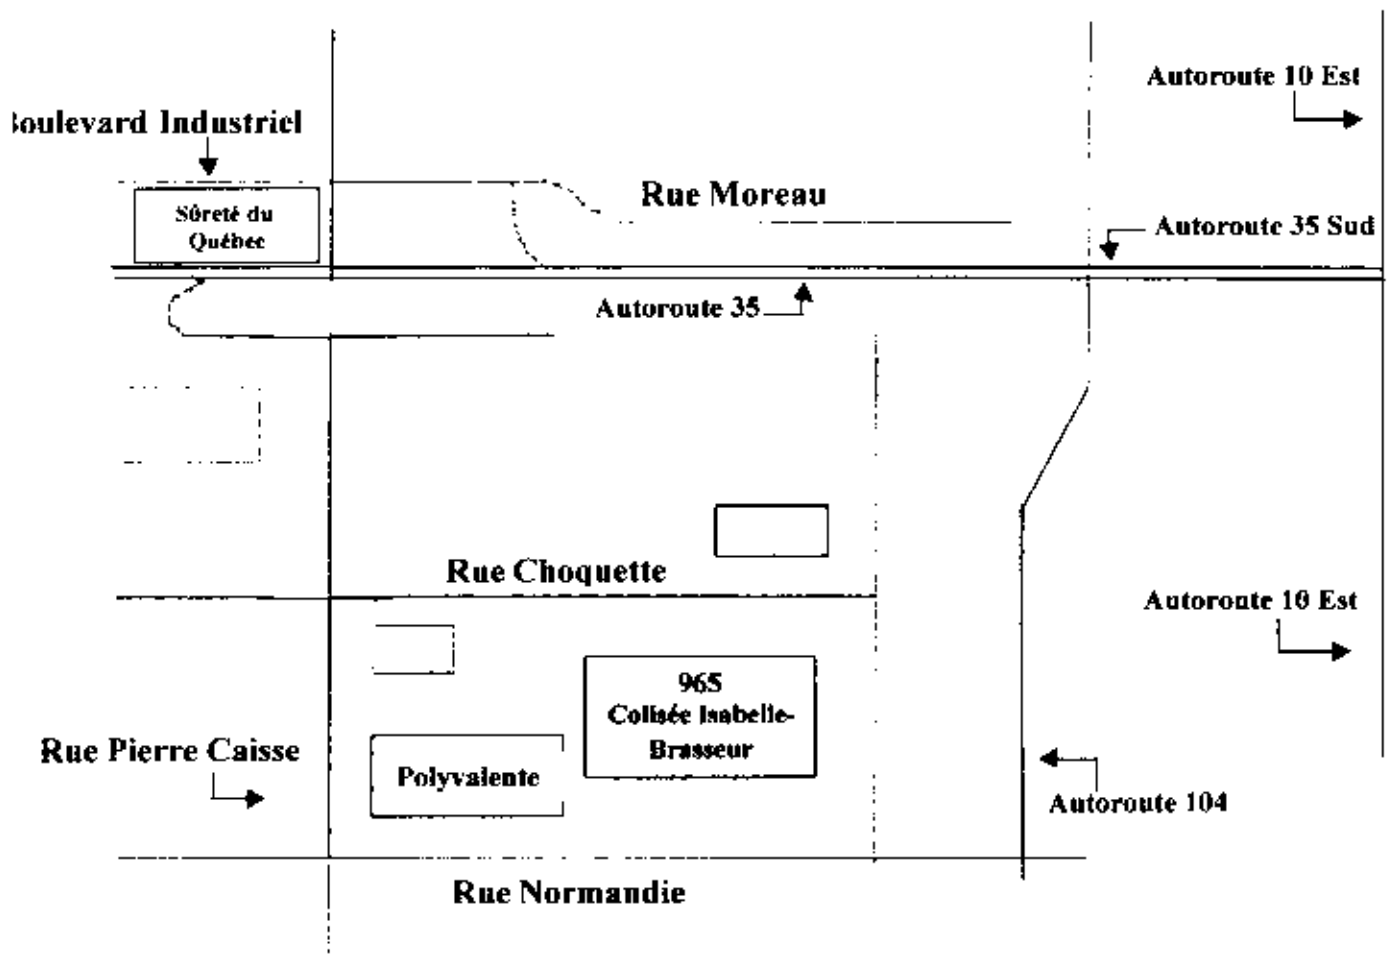 Autoroute 10 Est
Boulevard Industriel
Rue Moreau
Sûreté du
Québec
Autoroute 35 Sud
Autoroute 35
Rue Choquette
Autoroute 10 Est
965
Colisée Isabelle-
Brasseur
Rue Pierre Caisse
Polyvalente
Autoroute 104
Rue Normandie